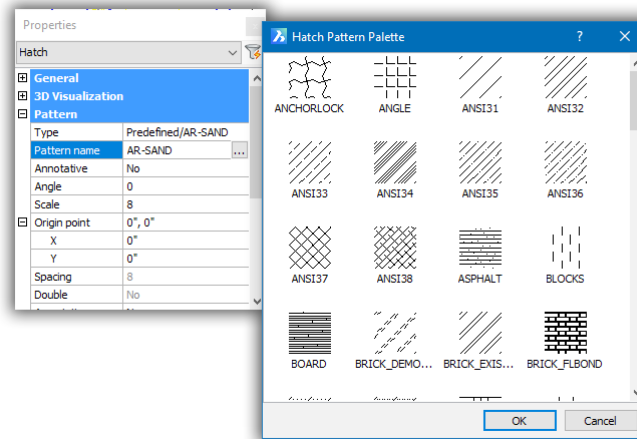 Properties
Hatch
General
3D Visualization
Pattern
Type Predefined/AR-SAND
Pattern name AR-SAND ...
Annotative No
Angle 0
Scale 8
Origin point 0", 0"
X 0"
Y 0"
Spacing 8
Double No
Hatch Pattern Palette ?
ANCHORLOCK ANGLE ANSI31 ANSI32
ANSI33 ANSI34 ANSI35 ANSI36
ANSI37 ANSI38 ASPHALT BLOCKS
BOARD BRICK_DEMO... BRICK_EXIS... BRICK_FLBOND
OK Cancel